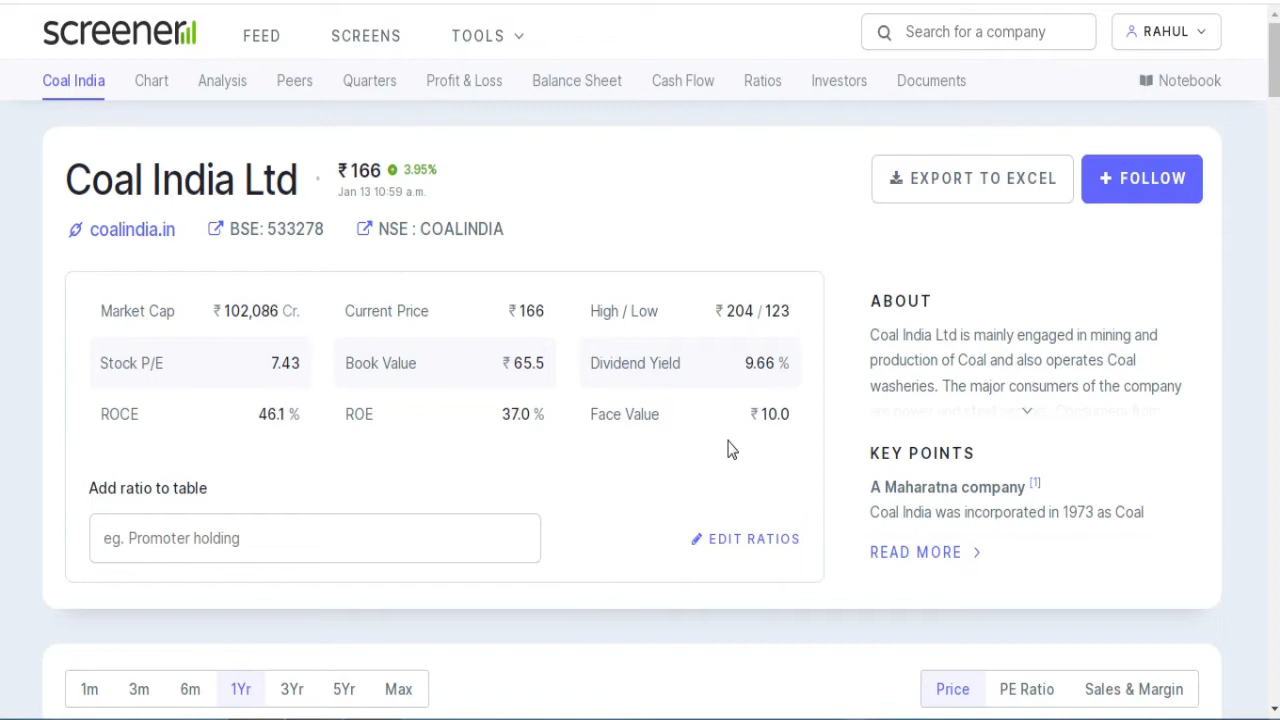 screener
FEED SCREENS TOOLS
Search for a company
RAHUL
Coal India Chart Analysis Peers Quarters Profit & Loss Balance Sheet Cash Flow Ratios Investors Documents Notebook
Coal India Ltd · ₹ 166 3.95%
Jan 13 10:59 a.m.
EXPORT TO EXCEL
+ FOLLOW
coalindia.in BSE: 533278 NSE : COALINDIA
Market Cap ₹ 102,086 Cr. Current Price ₹ 166 High / Low ₹ 204 / 123
Stock P/E 7.43 Book Value ₹ 65.5 Dividend Yield 9.66 %
ROCE 46.1 % ROE 37.0 % Face Value ₹ 10.0
Add ratio to table
eg. Promoter holding
EDIT RATIOS
ABOUT
Coal India Ltd is mainly engaged in mining and
production of Coal and also operates Coal
washeries. The major consumers of the company
are power and steel sectors. Consumers from
KEY POINTS
A Maharatna company [1]
Coal India was incorporated in 1973 as Coal
READ MORE
1m 3m 6m 1Yr 3Yr 5Yr Max
Price PE Ratio Sales & Margin